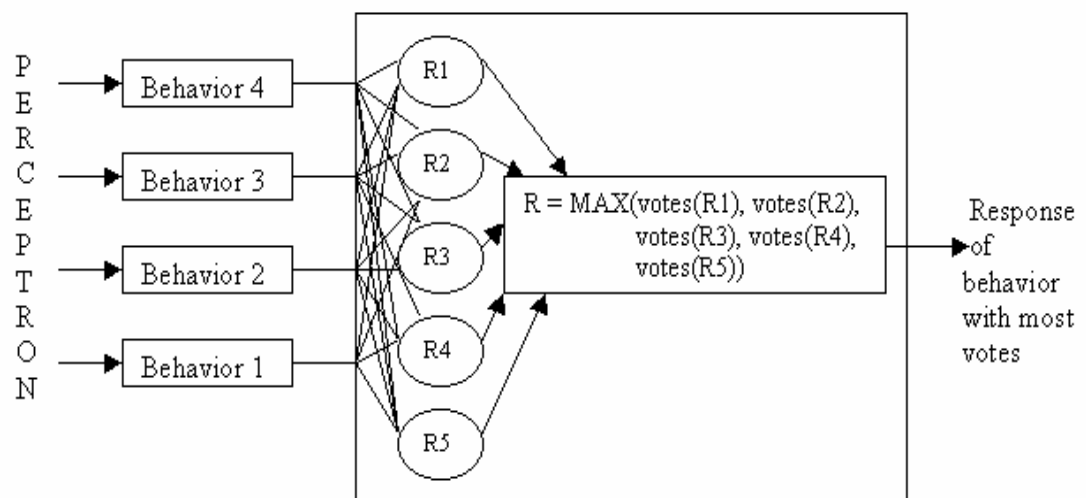 PERCEPTRON
Behavior 4
Behavior 3
Behavior 2
Behavior 1
R1
R2
R3
R4
R5
R = MAX(votes(R1), votes(R2),
votes(R3), votes(R4),
votes(R5))
Response
of
behavior
with most
votes